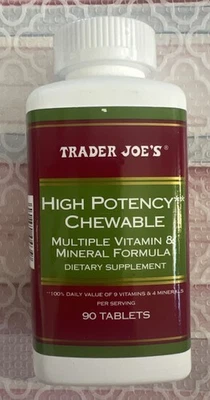 TRADER JOE'S®
HIGH POTENCY**
CHEWABLE
MULTIPLE VITAMIN &
MINERAL FORMULA
DIETARY SUPPLEMENT
**100% DAILY VALUE OF 9 VITAMINS & 4 MINERALS
PER SERVING
90 TABLETS